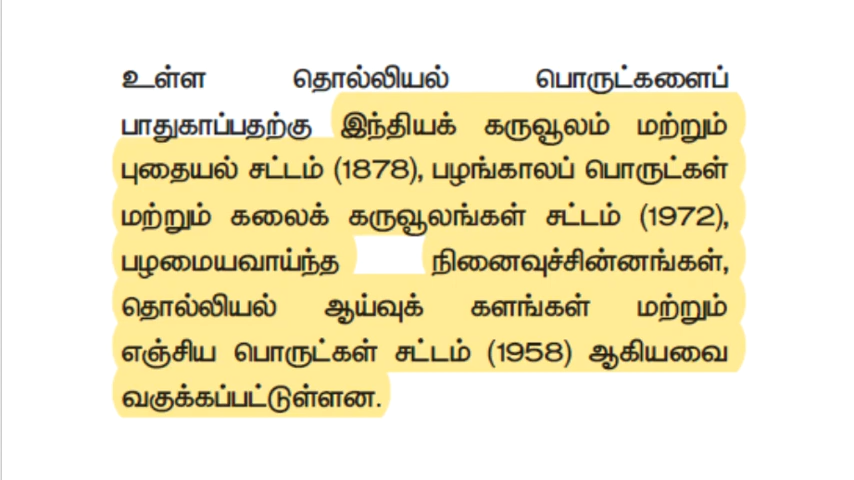 உள்ள தொல்லியல் பொருட்களைப்
பாதுகாப்பதற்கு இந்தியக் கருவூலம் மற்றும்
புதையல் சட்டம் (1878), பழங்காலப் பொருட்கள்
மற்றும் கலைக் கருவூலங்கள் சட்டம் (1972),
பழமையவாய்ந்த நினைவுச்சின்னங்கள்,
தொல்லியல் ஆய்வுக் களங்கள் மற்றும்
எஞ்சிய பொருட்கள் சட்டம் (1958) ஆகியவை
வகுக்கப்பட்டுள்ளன.